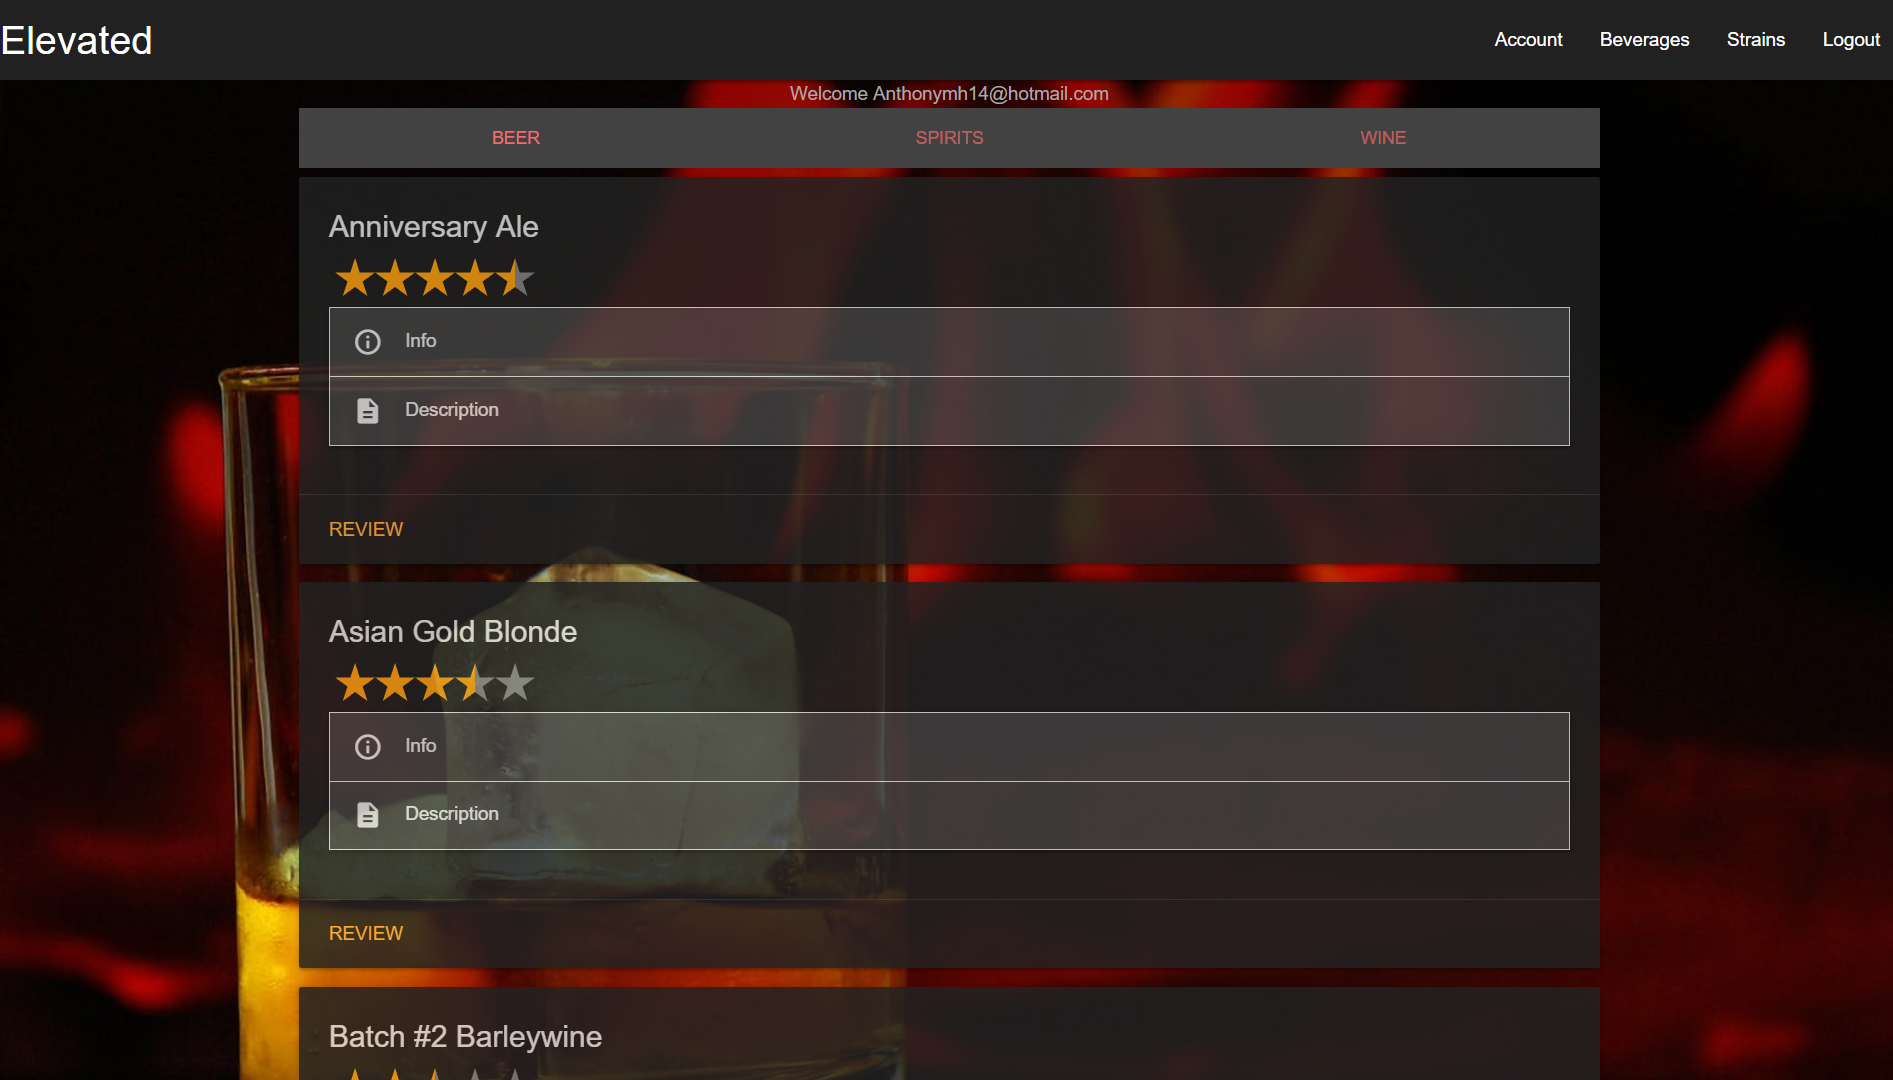 Elevated
Account Beverages Strains Logout
Welcome Anthonymh14@hotmail.com
BEER SPIRITS WINE
Anniversary Ale
Info
Description
REVIEW
Asian Gold Blonde
Info
Description
REVIEW
Batch #2 Barleywine